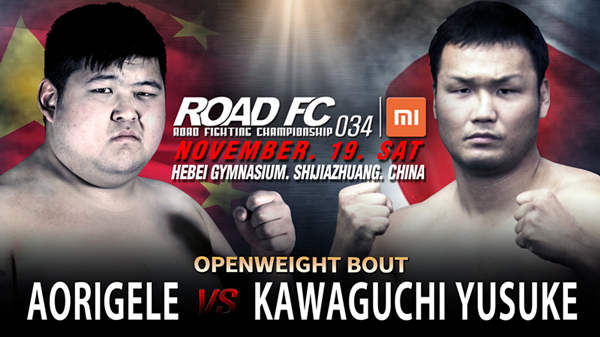 ROAD FC 034 mi
ROAD FIGHTING CHAMPIONSHIP
NOVEMBER. 19. SAT
HEBEI GYMNASIUM. SHIJIAZHUANG. CHINA
OPENWEIGHT BOUT
AORIGELE VS KAWAGUCHI YUSUKE